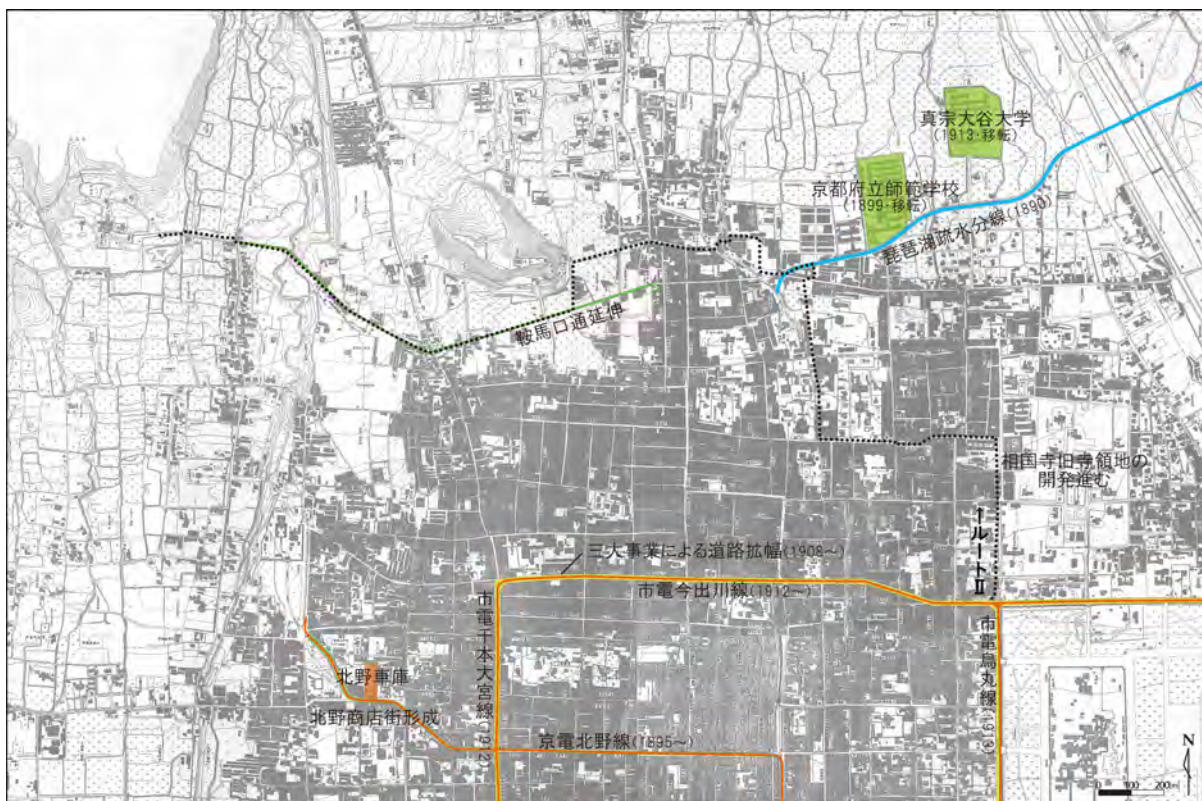 真宗大谷大学
(1913・移転)
京都府立師範学校
(1899・移転)
琵琶湖疏水分線(1890)
鞍馬口通延伸
相国寺旧寺領地の
開発進む
←ルートⅡ
三大事業による道路拡幅(1908~)
市電今出川線(1912~)
市電千本大宮線(1912)
市電烏丸線(1913)
北野車庫
北野商店街形成
京電北野線(1895~)
N
0 100 200m